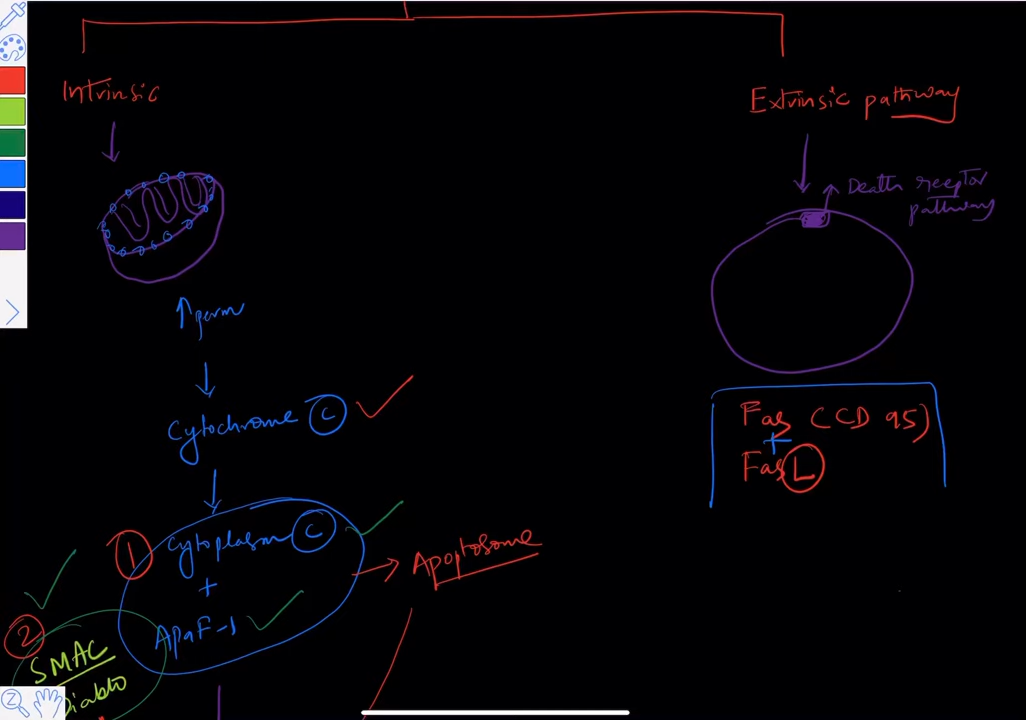 Intrinsic
↑ perm
Cytochrome C
1 Cytoplasm C
+
ApaF-1
→ Apoptosome
2
SMAC
Diablo
Extrinsic pathway
Death receptor
pathway
Fas (CD 95)
+
Fas L